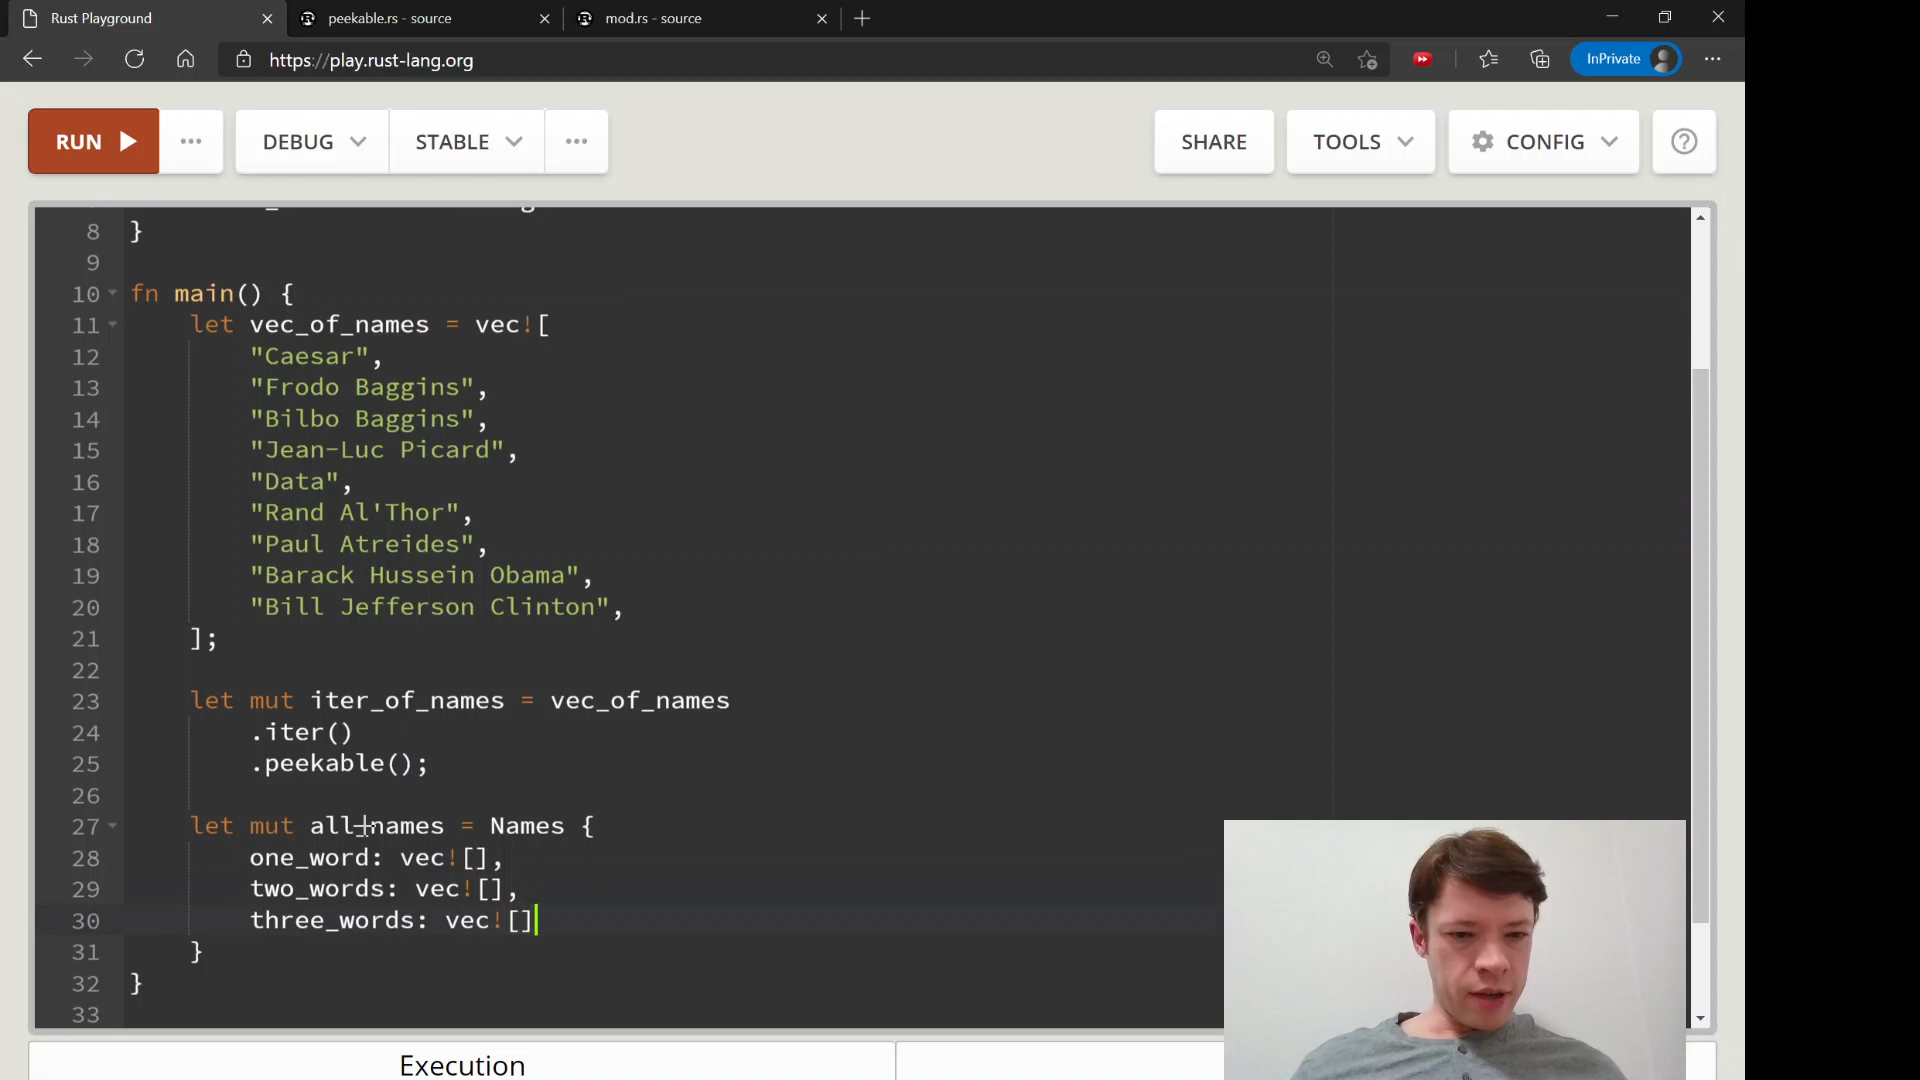 Rust Playground
peekable.rs - source
mod.rs - source
https://play.rust-lang.org
InPrivate
RUN
DEBUG
STABLE
SHARE
TOOLS
CONFIG
8 }
9
10 fn main() {
11 let vec_of_names = vec![
12 "Caesar",
13 "Frodo Baggins",
14 "Bilbo Baggins",
15 "Jean-Luc Picard",
16 "Data",
17 "Rand Al'Thor",
18 "Paul Atreides",
19 "Barack Hussein Obama",
20 "Bill Jefferson Clinton",
21 ];
22
23 let mut iter_of_names = vec_of_names
24 .iter()
25 .peekable();
26
27 let mut all_names = Names {
28 one_word: vec![],
29 two_words: vec![],
30 three_words: vec![]
31 }
32 }
33
Execution